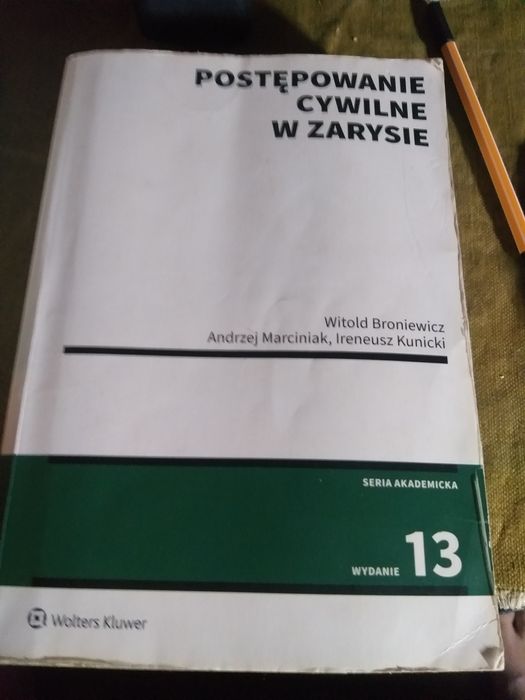 POSTĘPOWANIE
CYWILNE
W ZARYSIE
Witold Broniewicz
Andrzej Marciniak, Ireneusz Kunicki
SERIA AKADEMICKA
WYDANIE 13
Wolters Kluwer